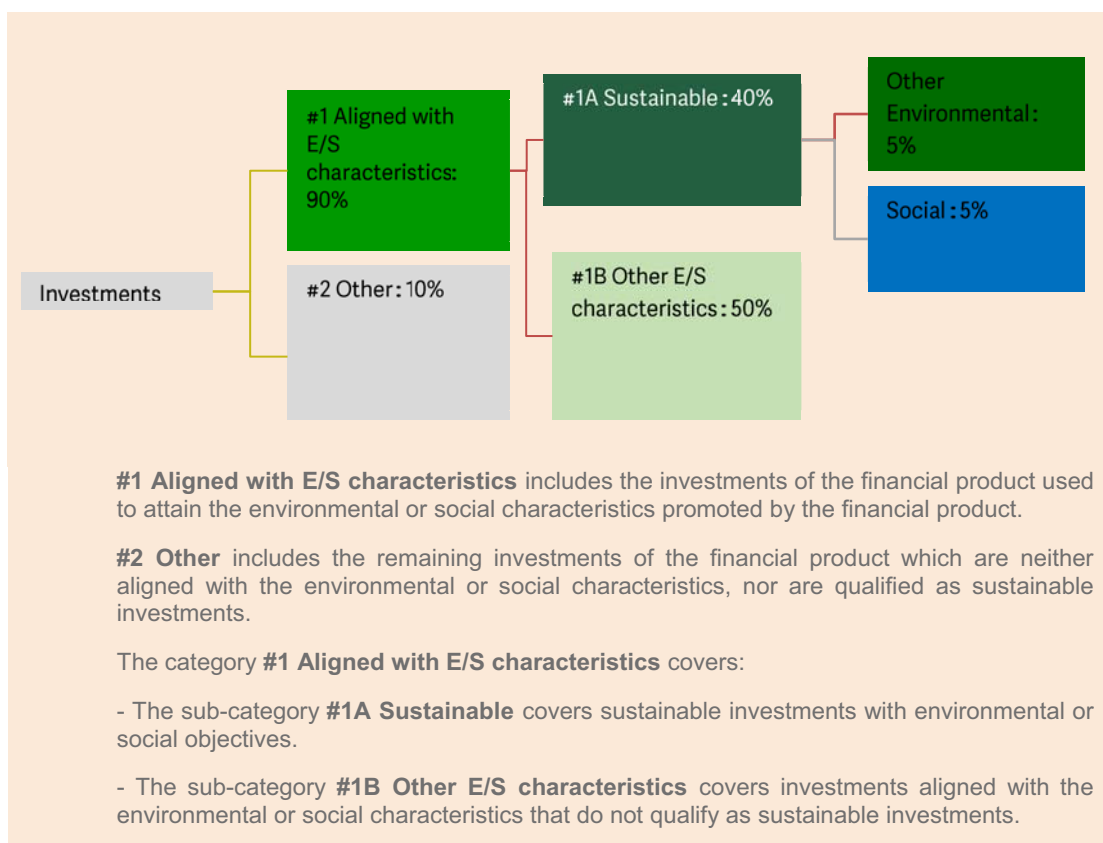 Investments
#1 Aligned with
E/S
characteristics:
90%
#2 Other: 10%
#1A Sustainable: 40%
#1B Other E/S
characteristics: 50%
Other
Environmental:
5%
Social: 5%
#1 Aligned with E/S characteristics includes the investments of the financial product used
to attain the environmental or social characteristics promoted by the financial product.
#2 Other includes the remaining investments of the financial product which are neither
aligned with the environmental or social characteristics, nor are qualified as sustainable
investments.
The category #1 Aligned with E/S characteristics covers:
- The sub-category #1A Sustainable covers sustainable investments with environmental or
social objectives.
- The sub-category #1B Other E/S characteristics covers investments aligned with the
environmental or social characteristics that do not qualify as sustainable investments.